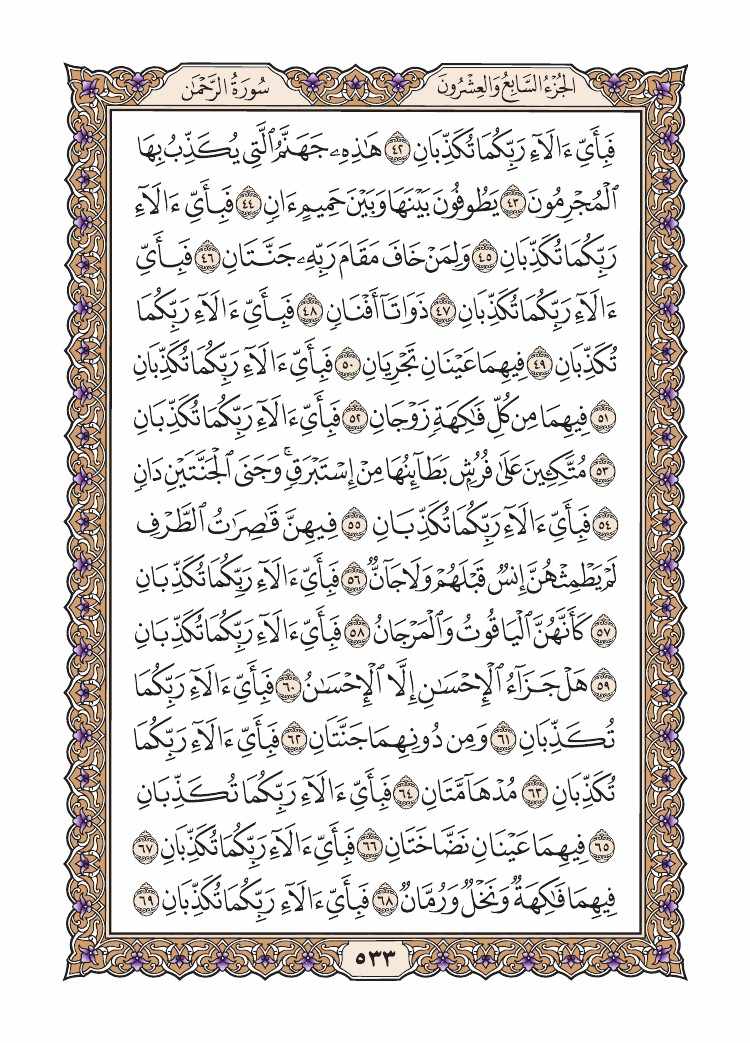 الجُزْءُ السَّابِعُ وَالعِشْرُونَ
سُورَةُ الرَّحْمَٰن
فَبِأَيِّ ءَالَآءِ رَبِّكُمَا تُكَذِّبَانِ ٤٢ هَٰذِهِۦ جَهَنَّمُ ٱلَّتِي يُكَذِّبُ بِهَا
ٱلْمُجْرِمُونَ ٤٣ يَطُوفُونَ بَيْنَهَا وَبَيْنَ حَمِيمٍ ءَانٍ ٤٤ فَبِأَيِّ ءَالَآءِ
رَبِّكُمَا تُكَذِّبَانِ ٤٥ وَلِمَنْ خَافَ مَقَامَ رَبِّهِۦ جَنَّتَانِ ٤٦ فَبِأَيِّ
ءَالَآءِ رَبِّكُمَا تُكَذِّبَانِ ٤٧ ذَوَاتَآ أَفْنَانٍ ٤٨ فَبِأَيِّ ءَالَآءِ رَبِّكُمَا
تُكَذِّبَانِ ٤٩ فِيهِمَا عَيْنَانِ تَجْرِيَانِ ٥٠ فَبِأَيِّ ءَالَآءِ رَبِّكُمَا تُكَذِّبَانِ
٥١ فِيهِمَا مِن كُلِّ فَٰكِهَةٍ زَوْجَانِ ٥٢ فَبِأَيِّ ءَالَآءِ رَبِّكُمَا تُكَذِّبَانِ
٥٣ مُتَّكِـِٔينَ عَلَىٰ فُرُشٍۭ بَطَآئِنُهَا مِنْ إِسْتَبْرَقٍۚ وَجَنَى ٱلْجَنَّتَيْنِ دَانٍ
٥٤ فَبِأَيِّ ءَالَآءِ رَبِّكُمَا تُكَذِّبَانِ ٥٥ فِيهِنَّ قَٰصِرَٰتُ ٱلطَّرْفِ
لَمْ يَطْمِثْهُنَّ إِنسٌ قَبْلَهُمْ وَلَا جَآنٌّ ٥٦ فَبِأَيِّ ءَالَآءِ رَبِّكُمَا تُكَذِّبَانِ
٥٧ كَأَنَّهُنَّ ٱلْيَاقُوتُ وَٱلْمَرْجَانُ ٥٨ فَبِأَيِّ ءَالَآءِ رَبِّكُمَا تُكَذِّبَانِ
٥٩ هَلْ جَزَآءُ ٱلْإِحْسَٰنِ إِلَّا ٱلْإِحْسَٰنُ ٦٠ فَبِأَيِّ ءَالَآءِ رَبِّكُمَا
تُكَذِّبَانِ ٦١ وَمِن دُونِهِمَا جَنَّتَانِ ٦٢ فَبِأَيِّ ءَالَآءِ رَبِّكُمَا
تُكَذِّبَانِ ٦٣ مُدْهَآمَّتَانِ ٦٤ فَبِأَيِّ ءَالَآءِ رَبِّكُمَا تُكَذِّبَانِ
٦٥ فِيهِمَا عَيْنَانِ نَضَّاخَتَانِ ٦٦ فَبِأَيِّ ءَالَآءِ رَبِّكُمَا تُكَذِّبَانِ ٦٧
فِيهِمَا فَٰكِهَةٌ وَنَخْلٌ وَرُمَّانٌ ٦٨ فَبِأَيِّ ءَالَآءِ رَبِّكُمَا تُكَذِّبَانِ ٦٩
٥٣٣